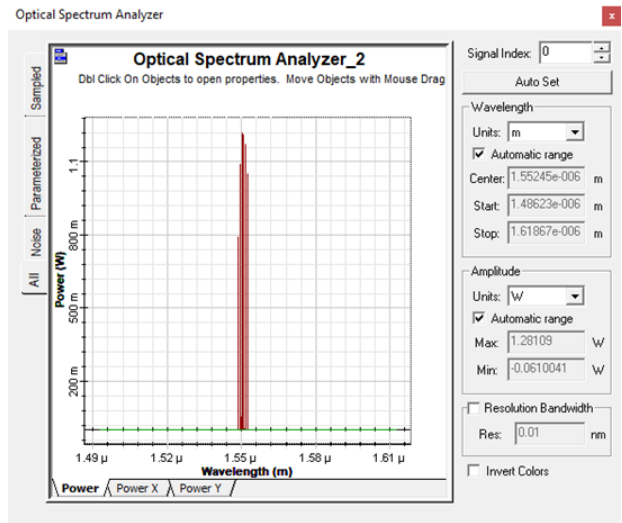 Optical Spectrum Analyzer
x
Optical Spectrum Analyzer_2
Dbl Click On Objects to open properties. Move Objects with Mouse Drag
Sampled
Parameterized
Noise
All
Power (W)
1.1
800 m
500 m
200 m
1.49 µ
1.52 µ
1.55 µ
1.58 µ
1.61 µ
Wavelength (m)
Power
Power X
Power Y
Signal Index: 0
Auto Set
Wavelength
Units: m
Automatic range
Center: 1.55245e-006 m
Start: 1.48623e-006 m
Stop: 1.61867e-006 m
Amplitude
Units: W
Automatic range
Max: 1.28109 W
Min: -0.0610041 W
Resolution Bandwidth
Res: 0.01 nm
Invert Colors